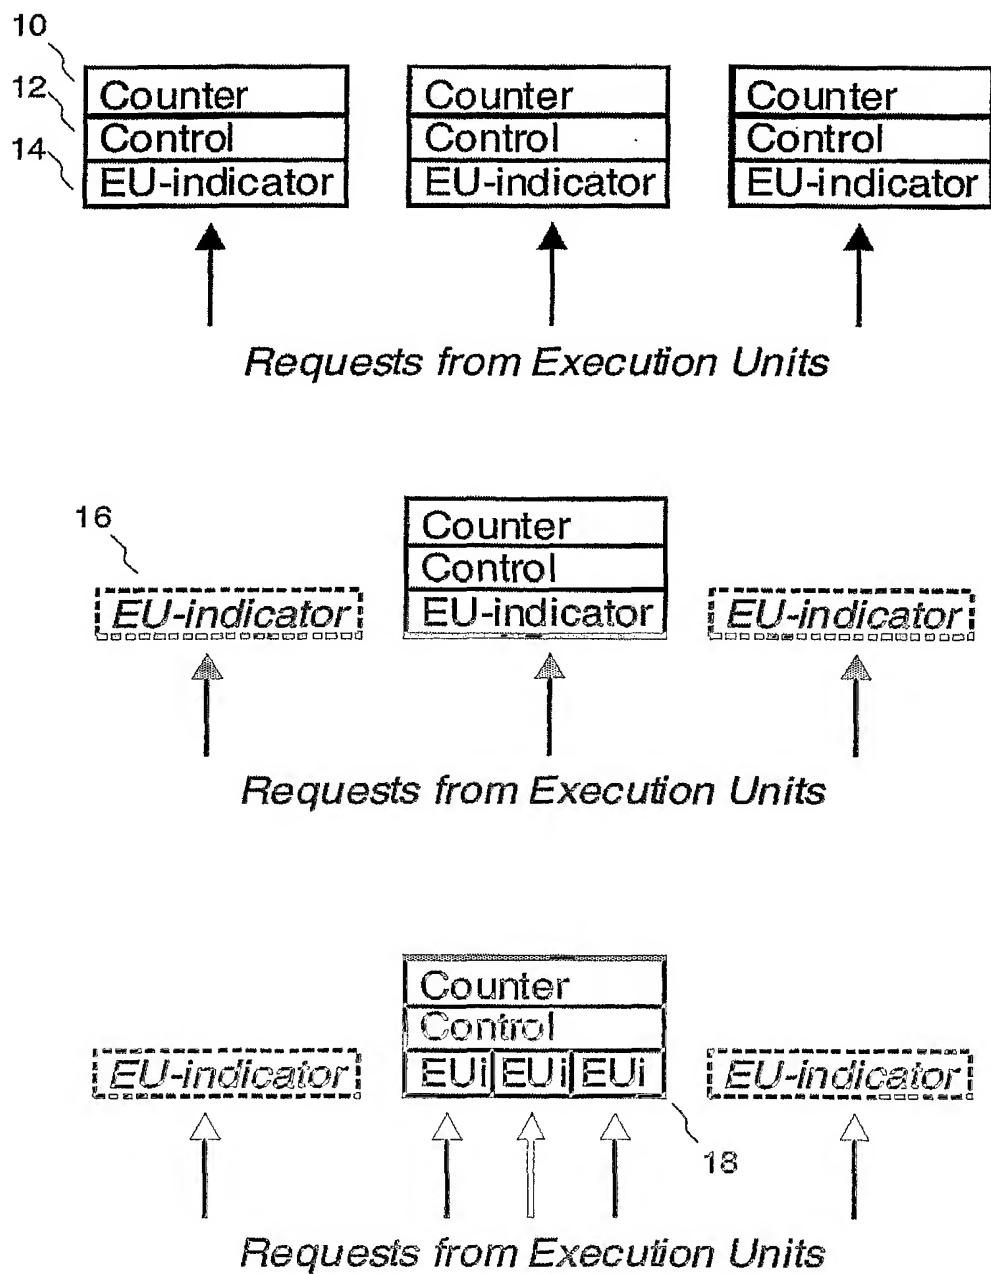 10
12
14
Counter Counter Counter
Control Control Control
EU-indicator EU-indicator EU-indicator
Requests from Execution Units
16
Counter
Control
EU-indicator EU-indicator EU-indicator
Requests from Execution Units
Counter
Control
EU-indicator EUi EUi EUi EU-indicator
18
Requests from Execution Units